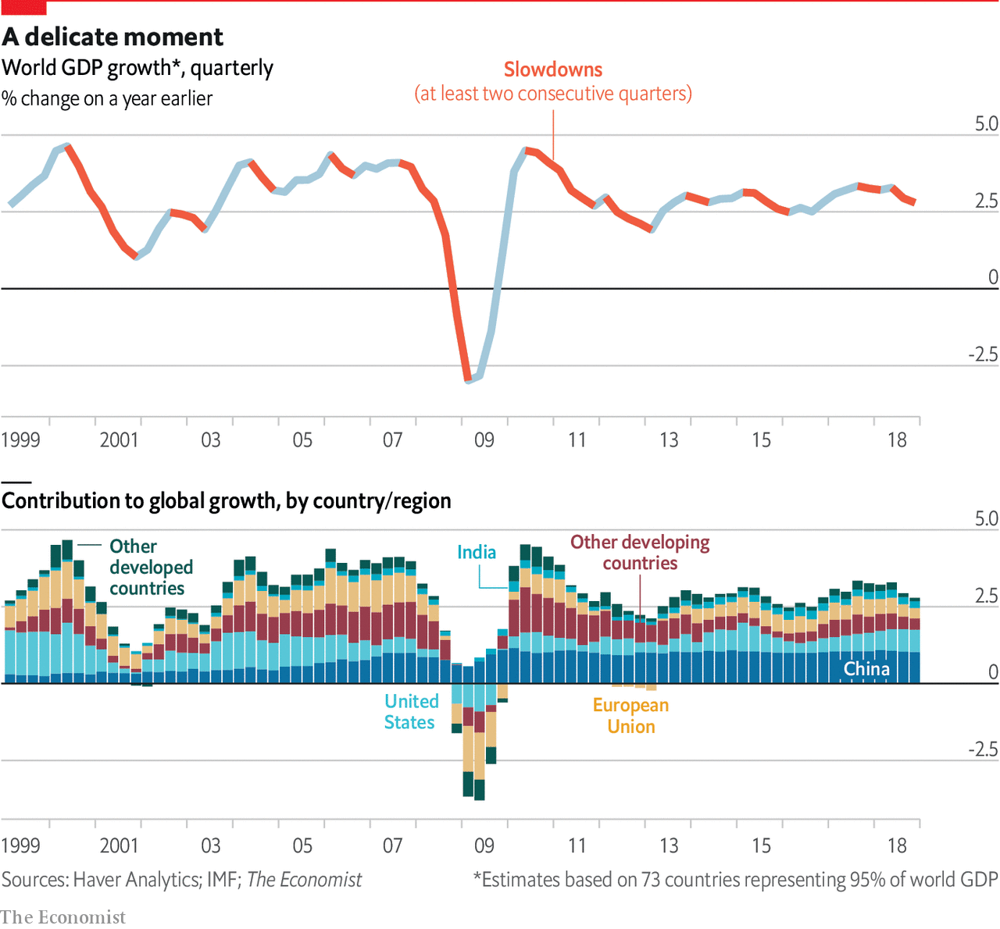 A delicate moment
World GDP growth*, quarterly
% change on a year earlier
Slowdowns
(at least two consecutive quarters)
5.0
2.5
0
-2.5
1999 2001 03 05 07 09 11 13 15 18
Contribution to global growth, by country/region
5.0
Other
developed
countries
India
Other developing
countries
2.5
China
0
United
States
European
Union
-2.5
1999 2001 03 05 07 09 11 13 15 18
Sources: Haver Analytics; IMF; The Economist
*Estimates based on 73 countries representing 95% of world GDP
The Economist